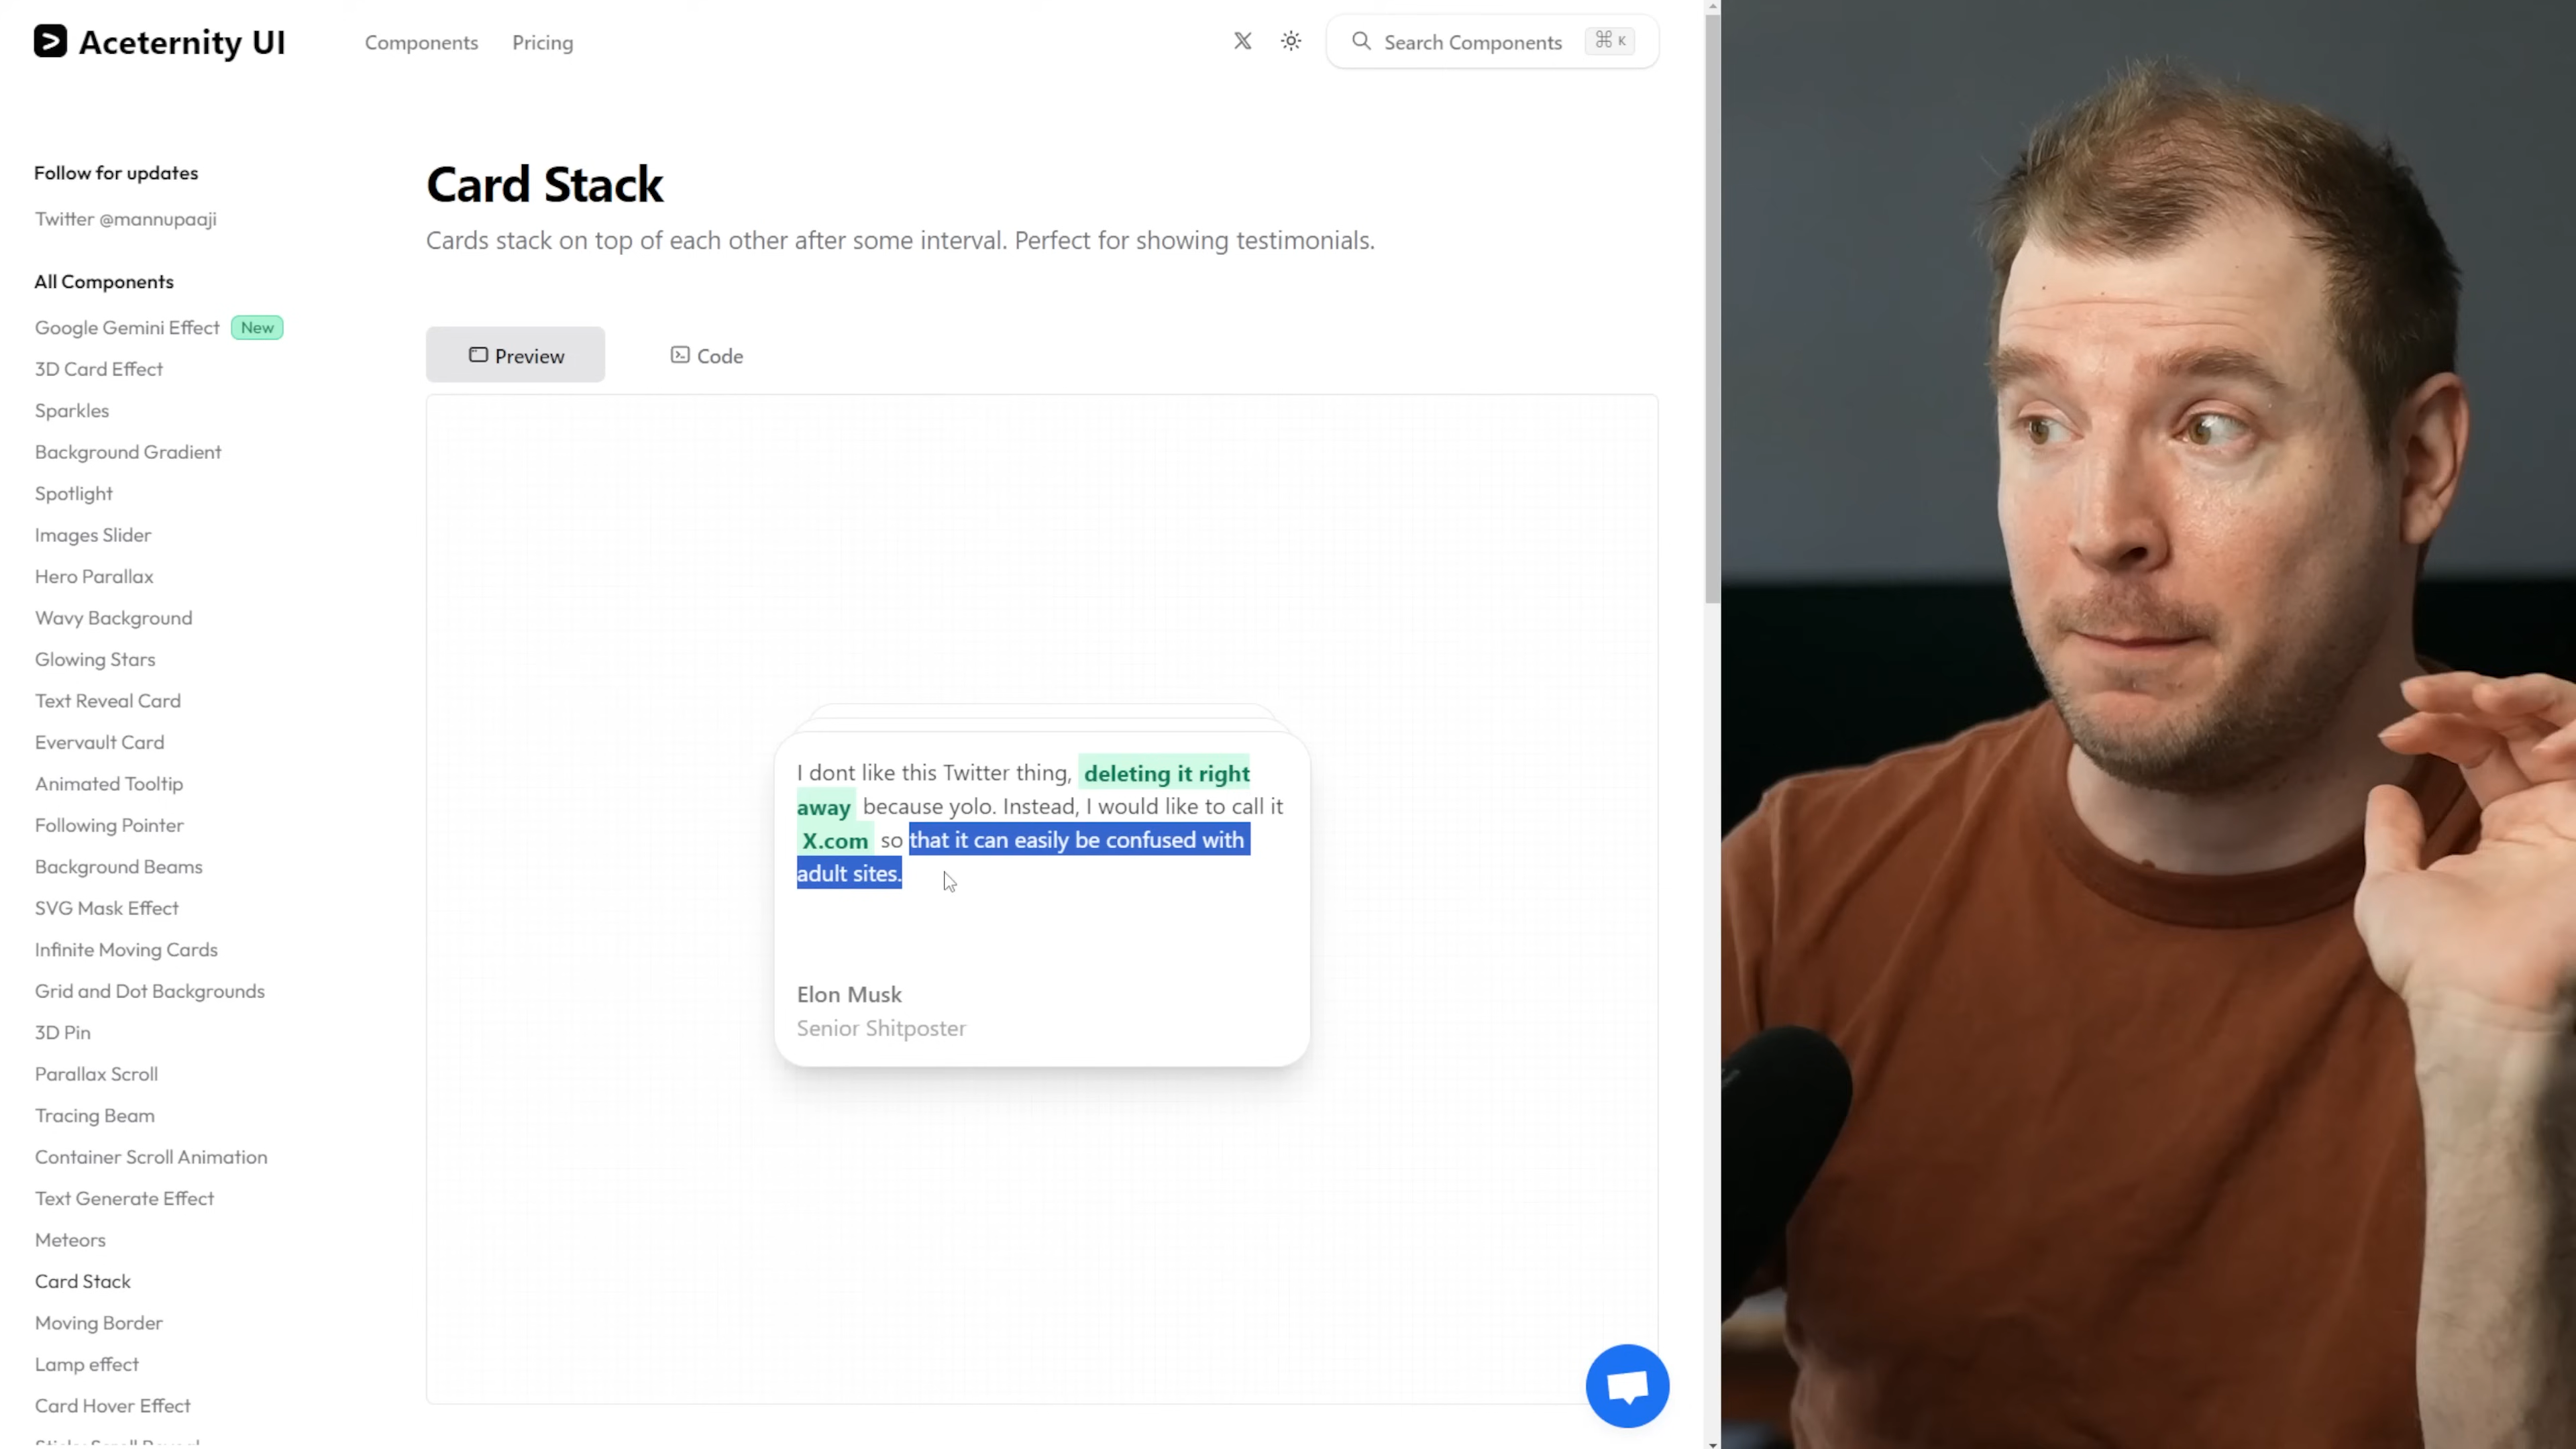 Aceternity UI
Components
Pricing
Search Components
⌘ K
Follow for updates
Twitter @mannupaaji
All Components
Google Gemini Effect New
3D Card Effect
Sparkles
Background Gradient
Spotlight
Images Slider
Hero Parallax
Wavy Background
Glowing Stars
Text Reveal Card
Evervault Card
Animated Tooltip
Following Pointer
Background Beams
SVG Mask Effect
Infinite Moving Cards
Grid and Dot Backgrounds
3D Pin
Parallax Scroll
Tracing Beam
Container Scroll Animation
Text Generate Effect
Meteors
Card Stack
Moving Border
Lamp effect
Card Hover Effect
Card Stack
Cards stack on top of each other after some interval. Perfect for showing testimonials.
Preview
Code
I dont like this Twitter thing, deleting it right
away because yolo. Instead, I would like to call it
X.com so that it can easily be confused with
adult sites.
Elon Musk
Senior Shitposter